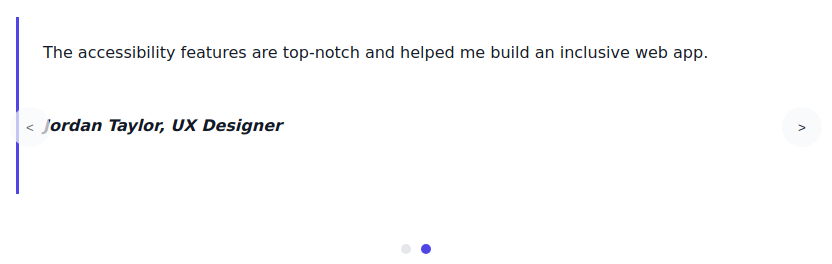 The accessibility features are top-notch and helped me build an inclusive web app.
< Jordan Taylor, UX Designer >